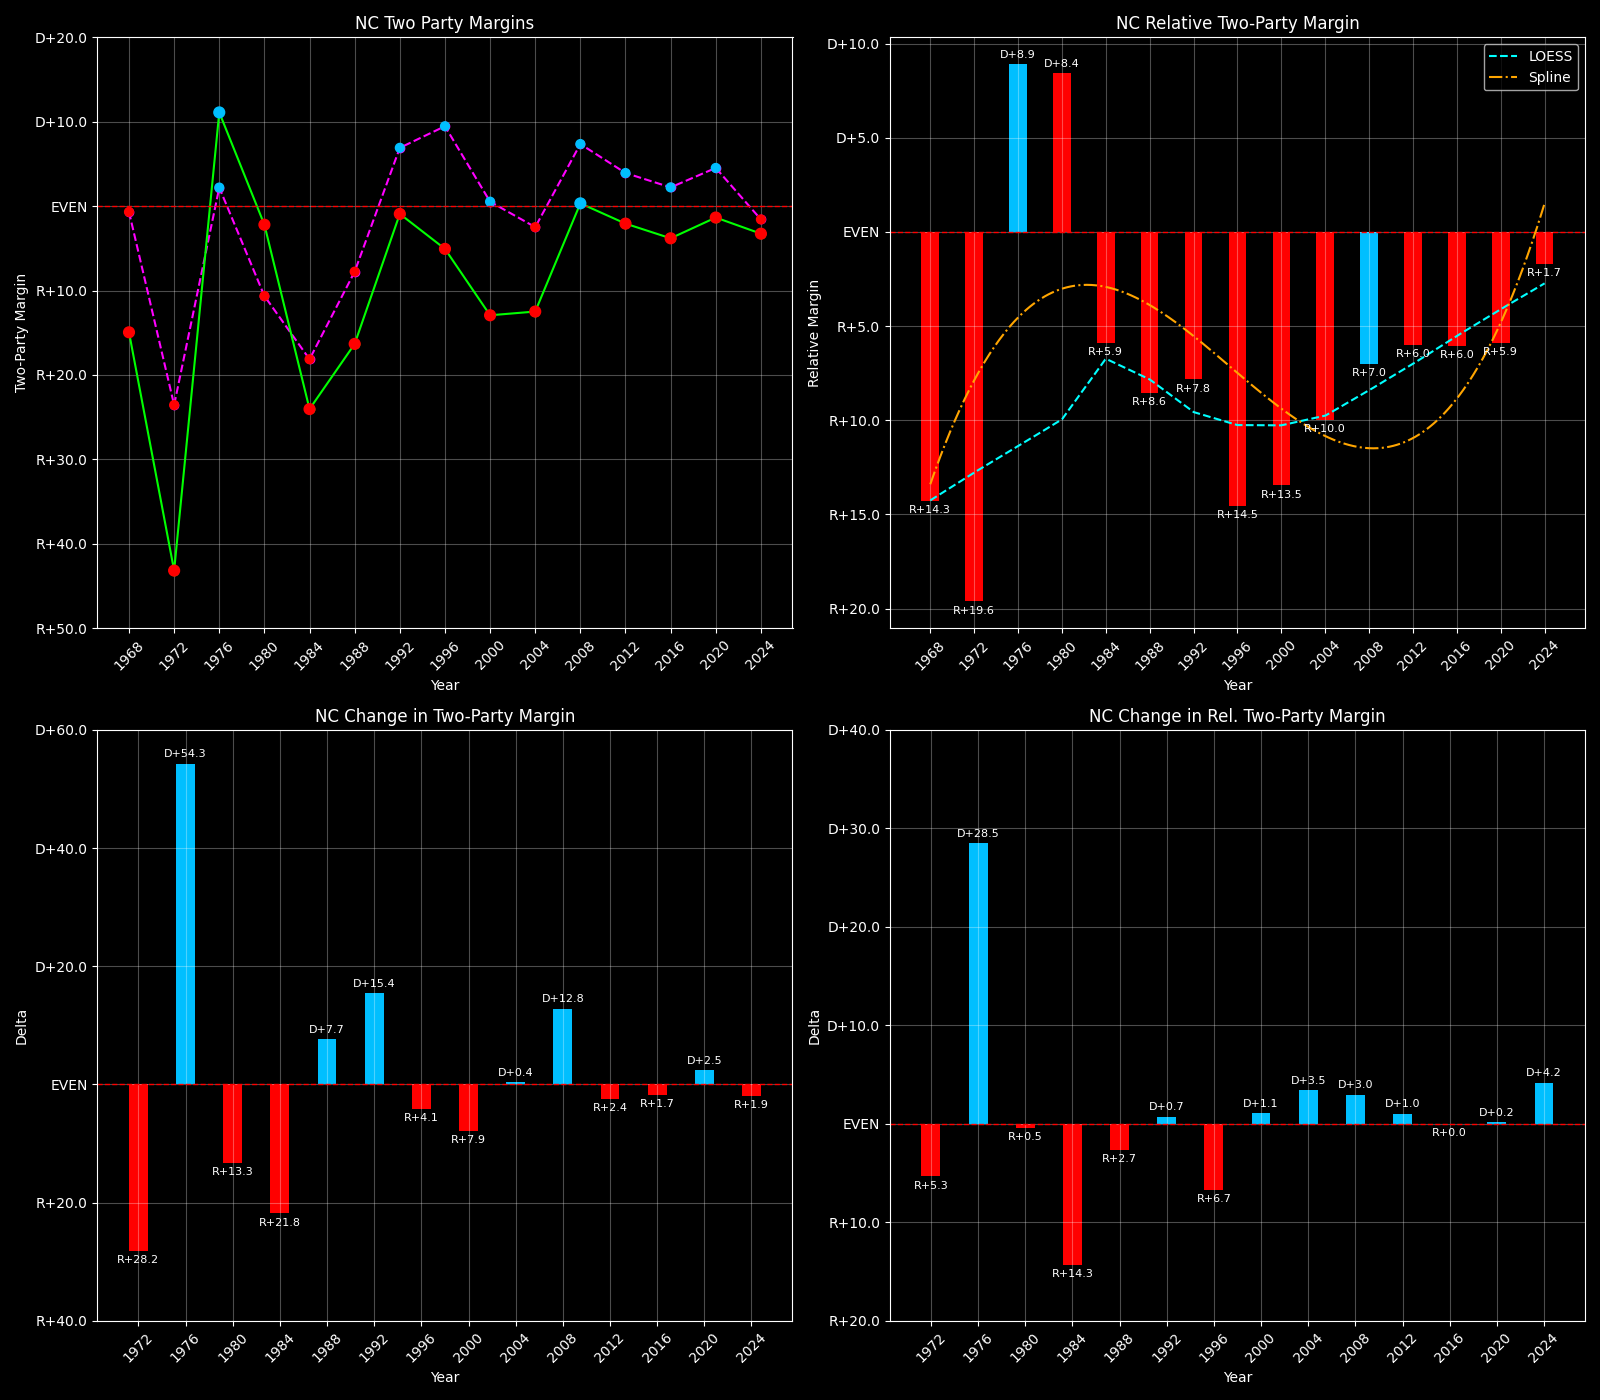 NC Two Party Margins
D+20.0
D+10.0
EVEN
R+10.0
R+20.0
R+30.0
R+40.0
R+50.0
Two-Party Margin
1968 1972 1976 1980 1984 1988 1992 1996 2000 2004 2008 2012 2016 2020 2024
Year
NC Relative Two-Party Margin
D+10.0
D+5.0
EVEN
R+5.0
R+10.0
R+15.0
R+20.0
Relative Margin
LOESS
Spline
R+14.3
R+19.6
D+8.9
D+8.4
R+5.9
R+8.6
R+7.8
R+14.5
R+13.5
R+10.0
R+7.0
R+6.0
R+6.0
R+5.9
R+1.7
1968 1972 1976 1980 1984 1988 1992 1996 2000 2004 2008 2012 2016 2020 2024
Year
NC Change in Two-Party Margin
D+60.0
D+40.0
D+20.0
EVEN
R+20.0
R+40.0
Delta
R+28.2
D+54.3
R+13.3
R+21.8
D+7.7
D+15.4
R+4.1
R+7.9
D+0.4
D+12.8
R+2.4
R+1.7
D+2.5
R+1.9
1972 1976 1980 1984 1988 1992 1996 2000 2004 2008 2012 2016 2020 2024
Year
NC Change in Rel. Two-Party Margin
D+40.0
D+30.0
D+20.0
D+10.0
EVEN
R+10.0
R+20.0
Delta
R+5.3
D+28.5
R+0.5
R+14.3
R+2.7
D+0.7
R+6.7
D+1.1
D+3.5
D+3.0
D+1.0
R+0.0
D+0.2
D+4.2
1972 1976 1980 1984 1988 1992 1996 2000 2004 2008 2012 2016 2020 2024
Year